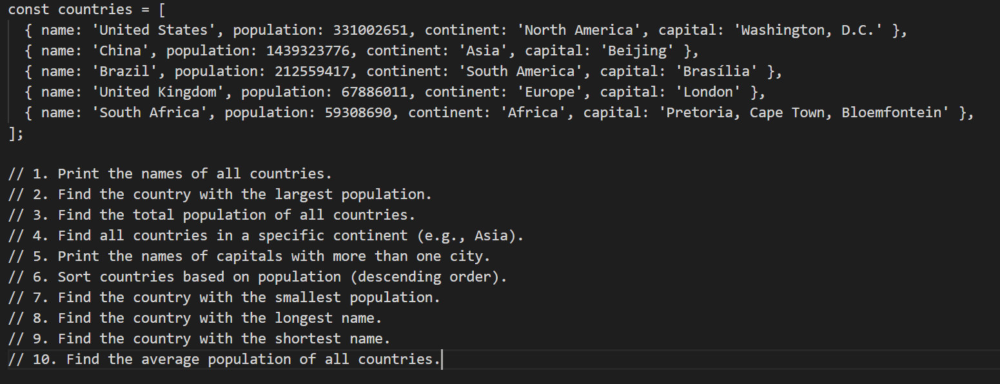 const countries = [
  { name: 'United States', population: 331002651, continent: 'North America', capital: 'Washington, D.C.' },
  { name: 'China', population: 1439323776, continent: 'Asia', capital: 'Beijing' },
  { name: 'Brazil', population: 212559417, continent: 'South America', capital: 'Brasília' },
  { name: 'United Kingdom', population: 67886011, continent: 'Europe', capital: 'London' },
  { name: 'South Africa', population: 59308690, continent: 'Africa', capital: 'Pretoria, Cape Town, Bloemfontein' },
];
// 1. Print the names of all countries.
// 2. Find the country with the largest population.
// 3. Find the total population of all countries.
// 4. Find all countries in a specific continent (e.g., Asia).
// 5. Print the names of capitals with more than one city.
// 6. Sort countries based on population (descending order).
// 7. Find the country with the smallest population.
// 8. Find the country with the longest name.
// 9. Find the country with the shortest name.
// 10. Find the average population of all countries.